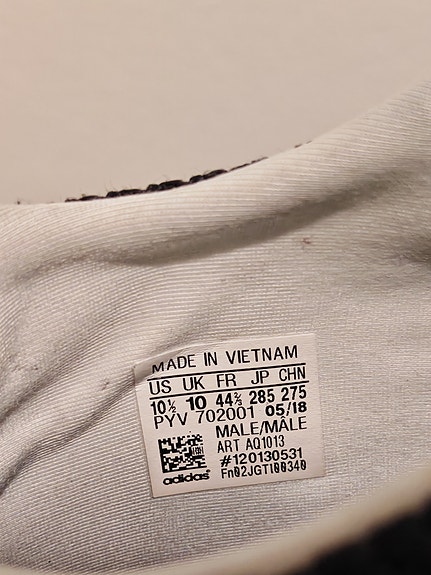 MADE IN VIETNAM
US UK FR JP CHN
10½ 10 44⅔ 285 275
PYV 702001 05/18
MALE/MÂLE
ART AQ1013
#120130531
Fn02JGTI00340
adidas